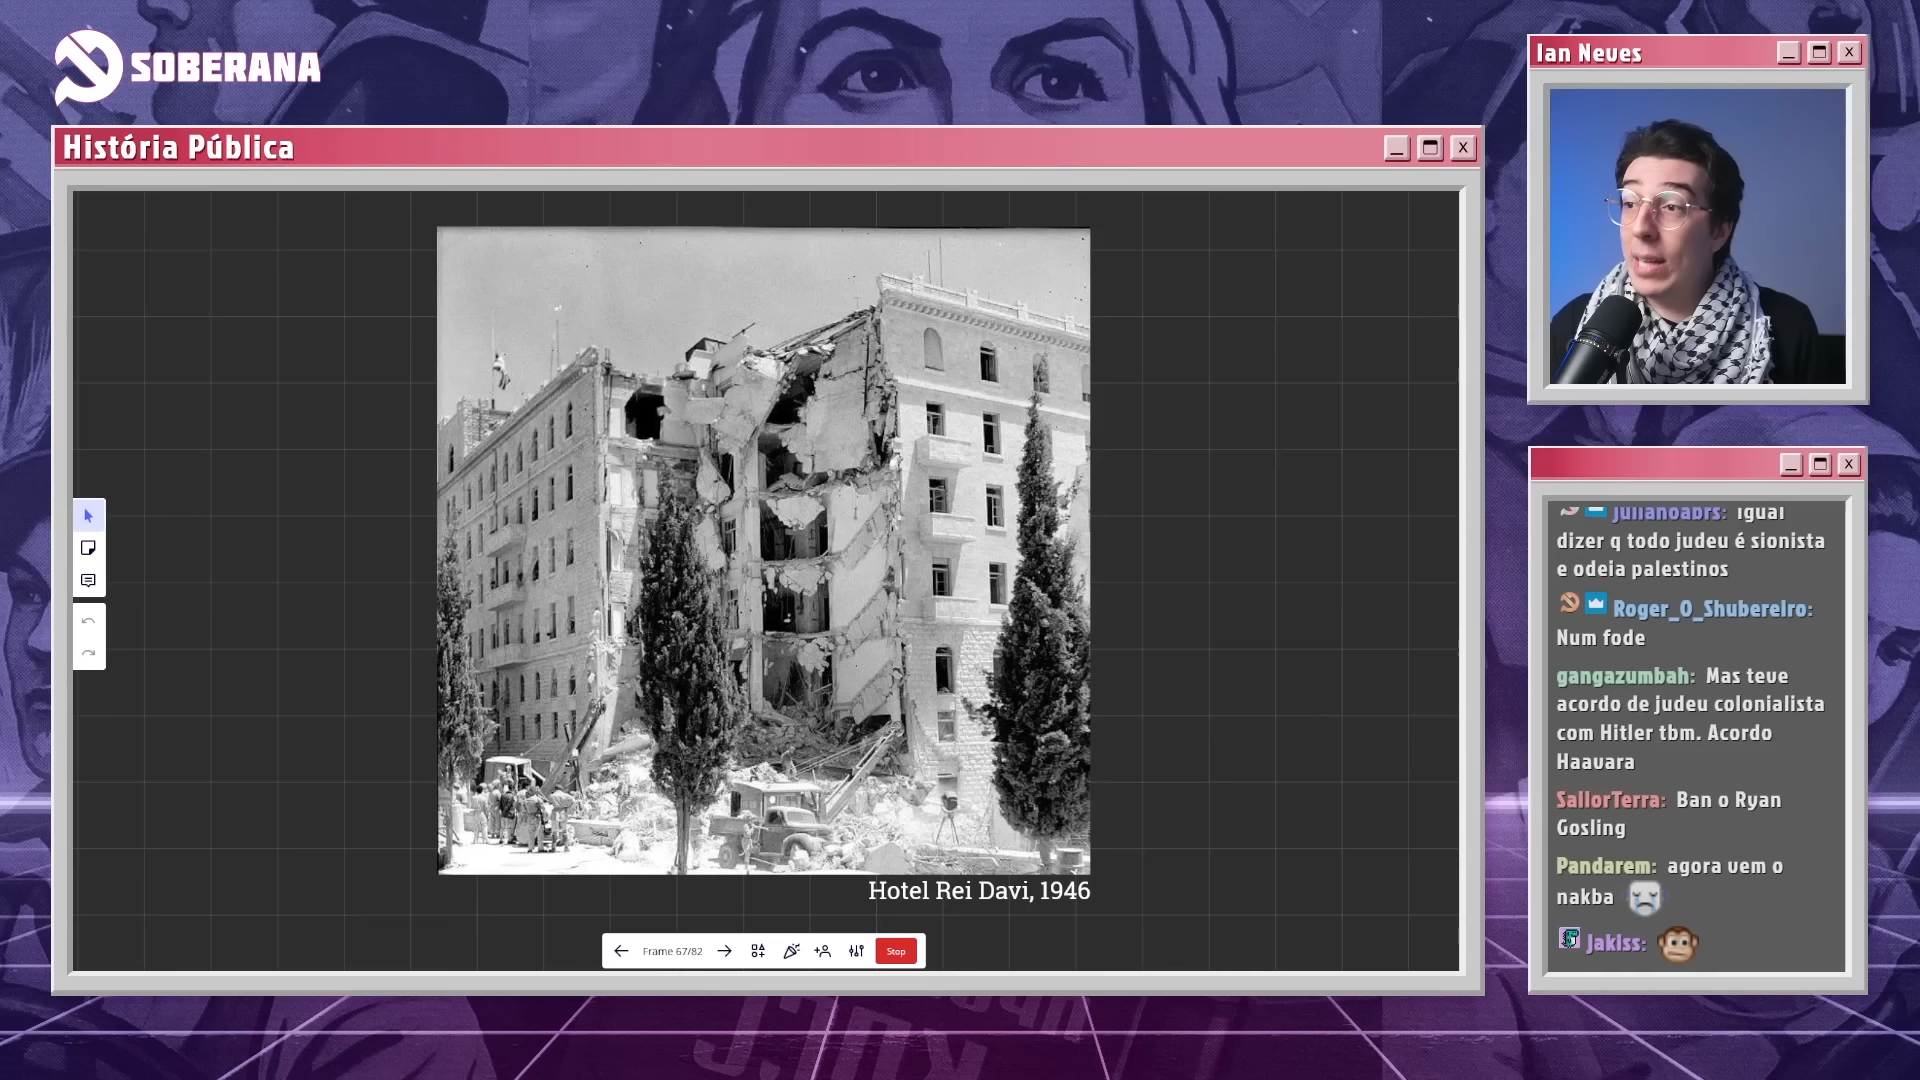 SOBERANA
História Pública
Hotel Rei Davi, 1946
Frame 67/82
Stop
Ian Neves
julianoabrs: Igual
dizer q todo judeu é sionista
e odeia palestinos
Roger_O_Shubereiro:
Num fode
gangazumbah: Mas teve
acordo de judeu colonialista
com Hitler tbm. Acordo
Haavara
SailorTerra: Ban o Ryan
Gosling
Pandarem: agora vem o
nakba
jakiss: